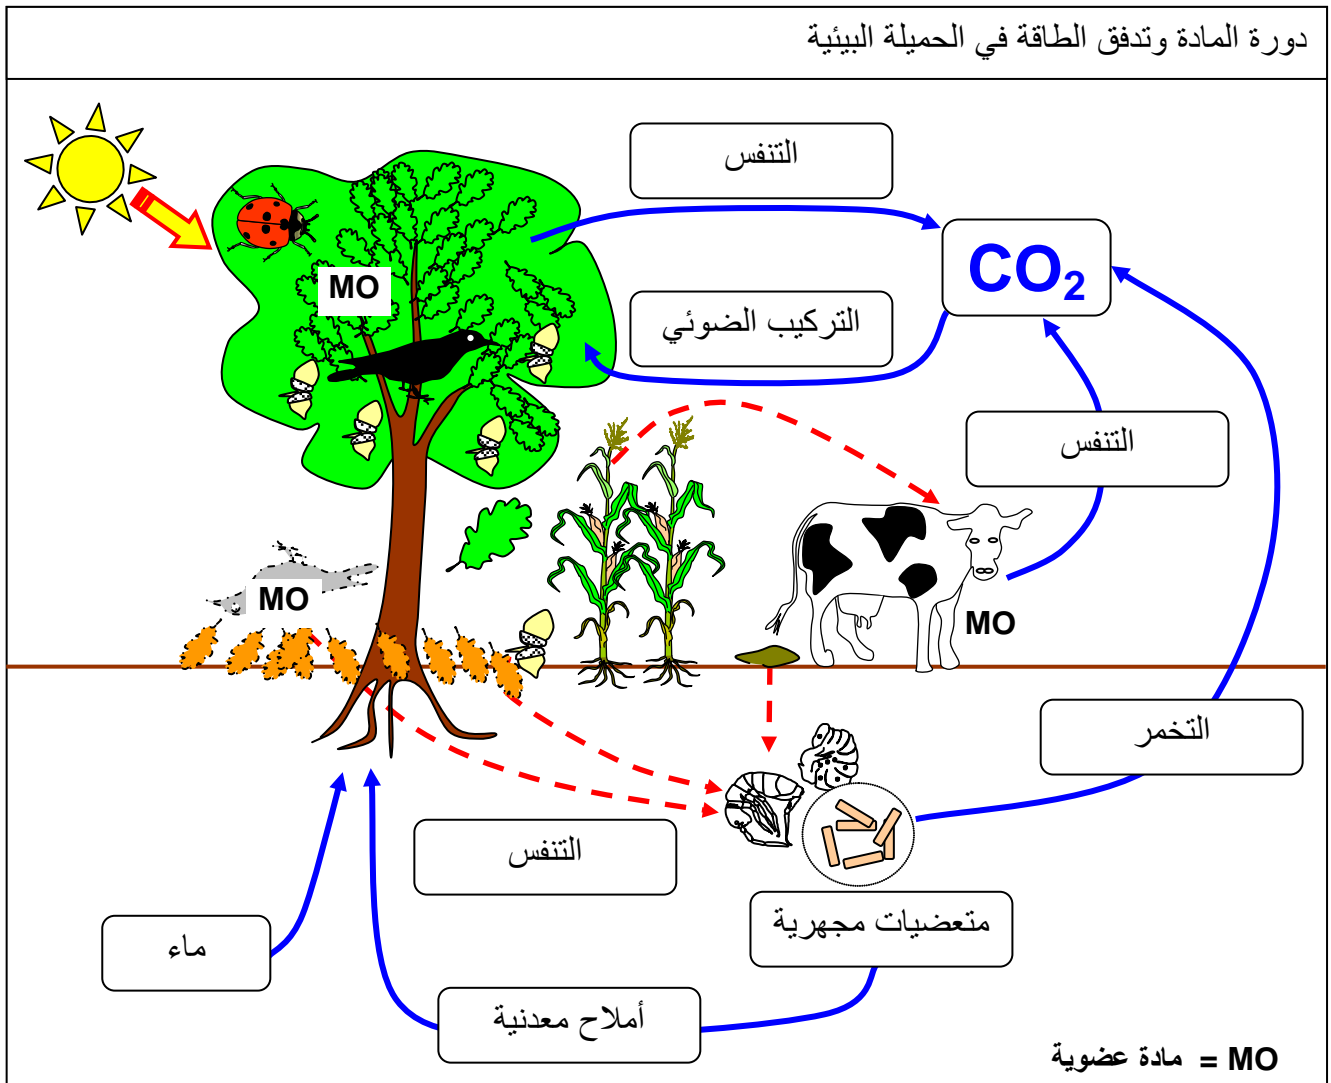 دورة المادة وتدفق الطاقة في الحميلة البيئية
التنفس
CO2
MO
التركيب الضوئي
التنفس
MO
MO
التخمر
التنفس
متعضيات مجهرية
ماء
أملاح معدنية
MO = مادة عضوية